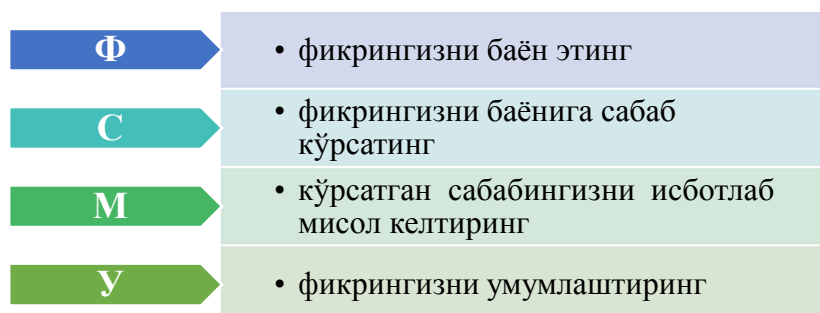 Ф
• фикрингизни баён этинг
С
• фикрингизни баёнига сабаб
кўрсатинг
М
• кўрсатган сабабингизни исботлаб
мисол келтиринг
У
• фикрингизни умумлаштиринг